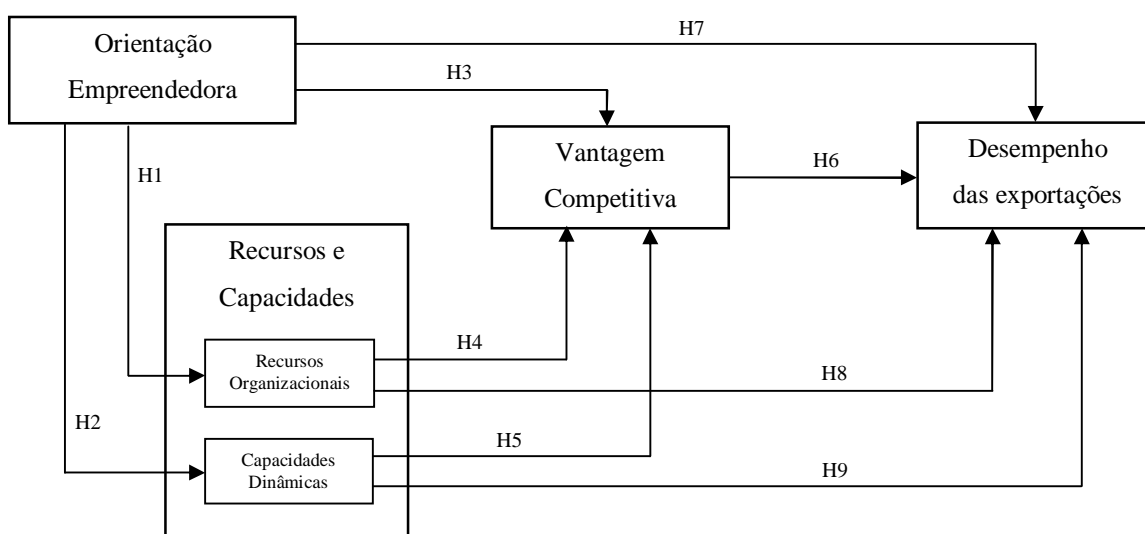 Orientação
Empreendedora
H7
H3
Vantagem
Competitiva
H6
Desempenho
das exportações
H1
Recursos e
Capacidades
H4
Recursos
Organizacionais
H8
H2
H5
Capacidades
Dinâmicas
H9